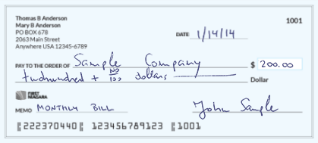 Thomas B Anderson
Mary B Anderson
PO BOX 678
2063 Main Street
Anywhere USA 12345-6789
1001
DATE 1/14/14
PAY TO THE ORDER OF Sample Company $ 200.00
twohundred + 00/100 dollars Dollar
FIRST NIAGARA
MEMO MONTHLY BILL John Sample
⑆222370440⑆ 123456789123 ⑆1001